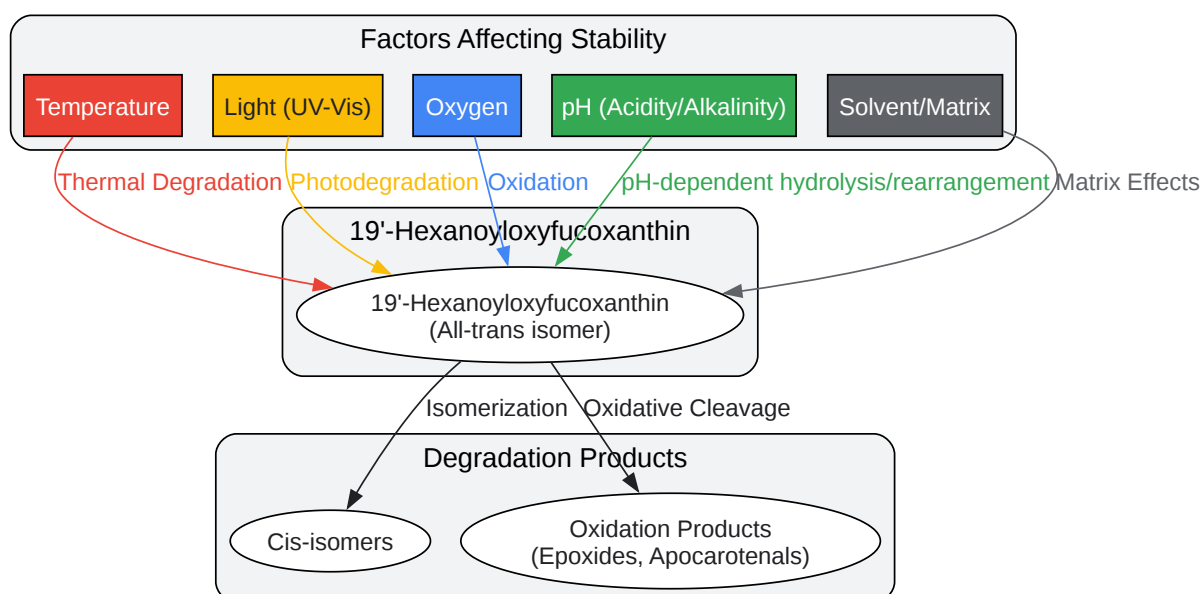 Factors Affecting Stability
Temperature
Light (UV-Vis)
Oxygen
pH (Acidity/Alkalinity)
Solvent/Matrix
Thermal Degradation
Photodegradation
Oxidation
pH-dependent hydrolysis/rearrangement
Matrix Effects
19'-Hexanoyloxyfucoxanthin
19'-Hexanoyloxyfucoxanthin
(All-trans isomer)
Isomerization
Oxidative Cleavage
Degradation Products
Cis-isomers
Oxidation Products
(Epoxides, Apocarotenals)